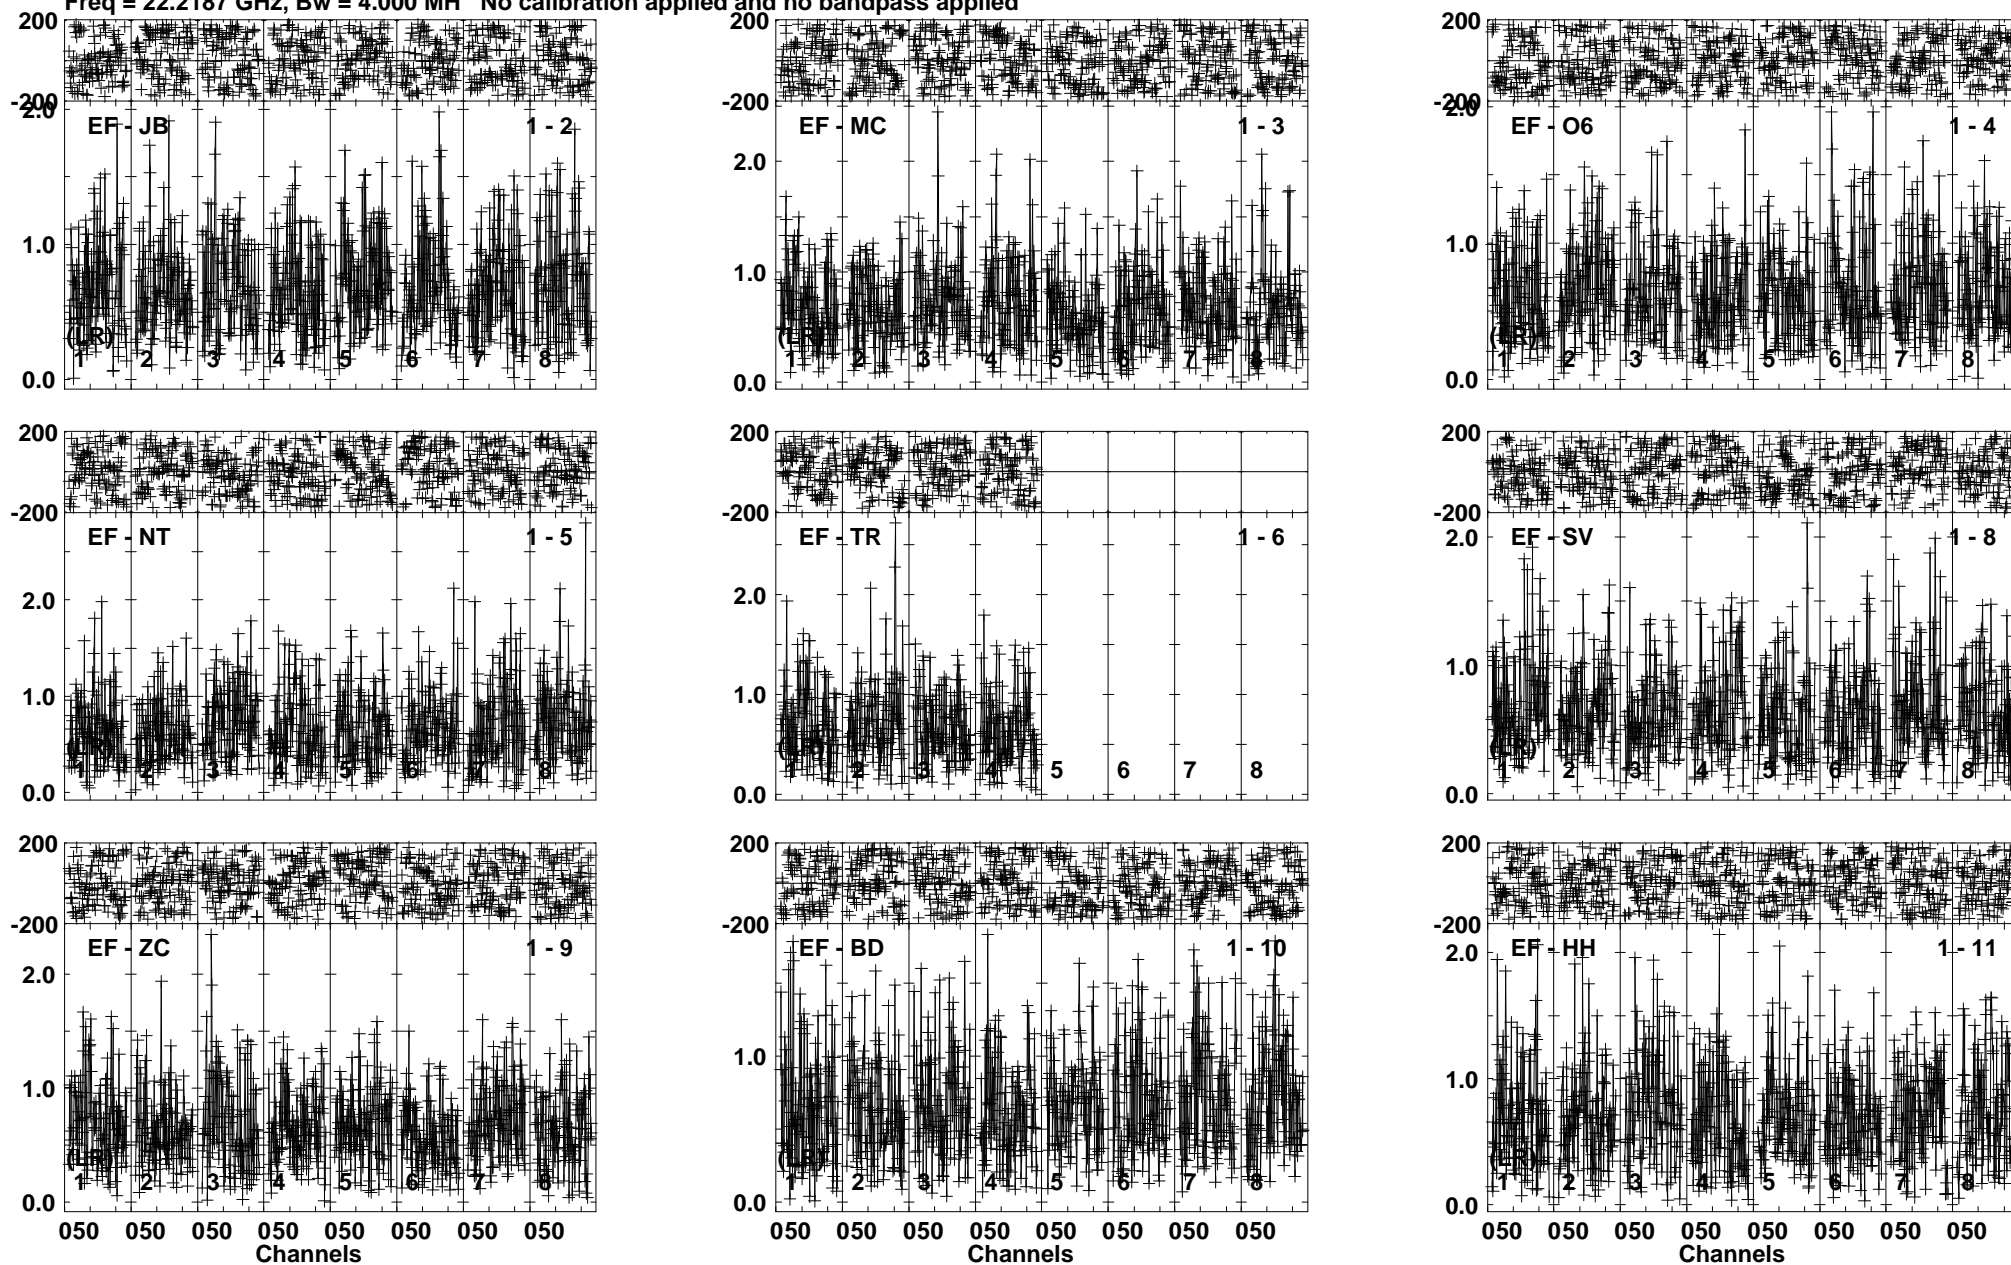 Freq = 22.2187 GHz, Bw = 4.000 MH No calibration applied and no bandpass applied
200 200 200
-200 -200 -200
2.0 2.0
EF - JB 1 - 2 EF - MC 1 - 3 EF - O6 1 - 4
2.0
1.0 1.0 1.0
(LR) (LR) (LR)
1 2 3 4 5 6 7 8 1 2 3 4 5 6 7 8 1 2 3 4 5 6 7 8
0.0 0.0 0.0
200 200 200
-200 -200 -200
EF - NT 1 - 5 EF - TR 1 - 6 EF - SV 1 - 8
2.0 2.0 2.0
1.0 1.0 1.0
(LR) (LR) (LR)
1 2 3 4 5 6 7 8 1 2 3 4 5 6 7 8 1 2 3 4 5 6 7 8
0.0 0.0 0.0
200 200 200
-200 -200 -200
EF - ZC 1 - 9 EF - BD 1 - 10 EF - HH 1 - 11
2.0 2.0
1.0 1.0 1.0
(LR) (LR) (LR)
1 2 3 4 5 6 7 8 1 2 3 4 5 6 7 8 1 2 3 4 5 6 7 8
0.0 0.0 0.0
050 050 050 050 050 050 050 050 050 050 050 050 050 050 050 050 050 050 050 050 050 050 050 050
Channels Channels Channels